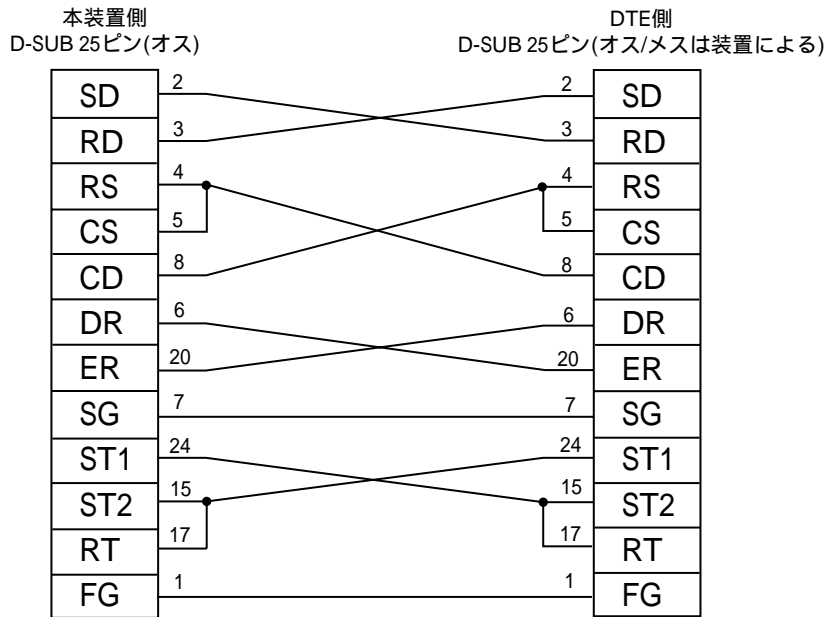 本装置側
D-SUB 25ピン(オス)
DTE側
D-SUB 25ピン(オス/メスは装置による)
SD 2 2 SD
RD 3 3 RD
RS 4 4 RS
CS 5 5 CS
CD 8 8 CD
DR 6 6 DR
ER 20 20 ER
SG 7 7 SG
ST1 24 24 ST1
ST2 15 15 ST2
RT 17 17 RT
FG 1 1 FG